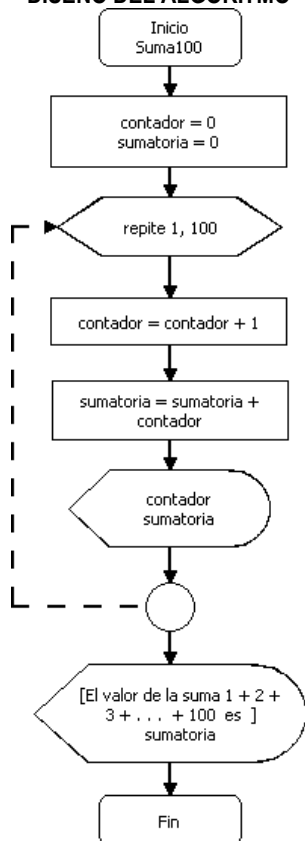 DISEÑO DEL ALGORITMO
Inicio
Suma100
contador = 0
sumatoria = 0
repite 1, 100
contador = contador + 1
sumatoria = sumatoria +
contador
contador
sumatoria
[El valor de la suma 1 + 2 +
3 + . . . + 100 es ]
sumatoria
Fin